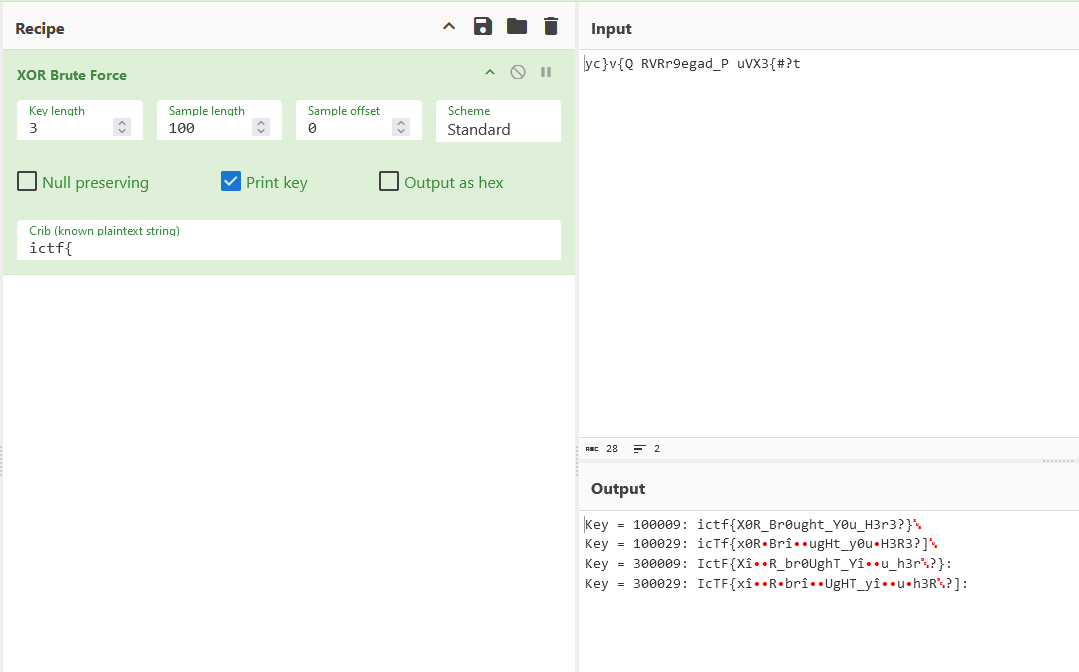 Recipe
XOR Brute Force
Key length
3
Sample length
100
Sample offset
0
Scheme
Standard
Null preserving
Print key
Output as hex
Crib (known plaintext string)
ictf{
Input
yc}v{Q RVRr9egad_P uVX3{#?t
ABC 28 2
Output
Key = 100009: ictf{X0R_Br0ught_Y0u_H3r3?}␚
Key = 100029: icTf{x0R•Brî••ugHt_y0u•H3R3?]␚
Key = 300009: IctF{Xî••R_br0UghT_Yî••u_h3r␓?}:
Key = 300029: IcTF{xî••R•brî••UgHT_yî••u•h3R␓?]: